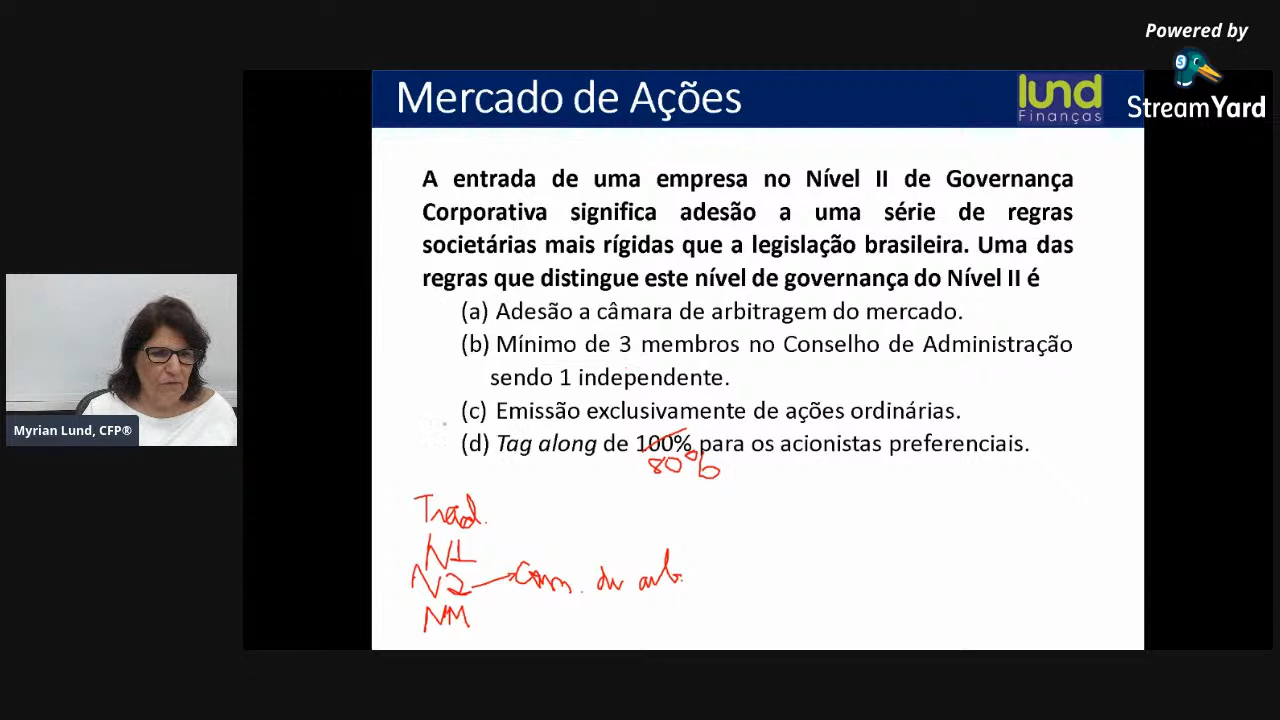 Powered by
StreamYard
Mercado de Ações
lund
Finanças
A entrada de uma empresa no Nível II de Governança
Corporativa significa adesão a uma série de regras
societárias mais rígidas que a legislação brasileira. Uma das
regras que distingue este nível de governança do Nível II é
(a) Adesão a câmara de arbitragem do mercado.
(b) Mínimo de 3 membros no Conselho de Administração
sendo 1 independente.
(c) Emissão exclusivamente de ações ordinárias.
(d) Tag along de 100% para os acionistas preferenciais.
80%
Trad.
N1
N2 → Cam. de arb.
NM
Myrian Lund, CFP®